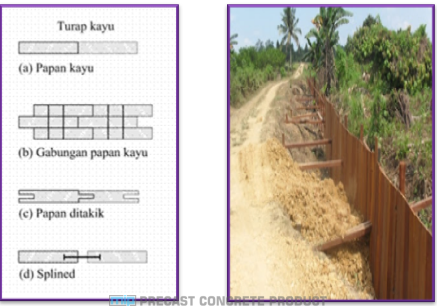 Turap kayu
(a) Papan kayu
(b) Gabungan papan kayu
(c) Papan ditakik
(d) Splined
PRECAST CONCRETE PRODUCT